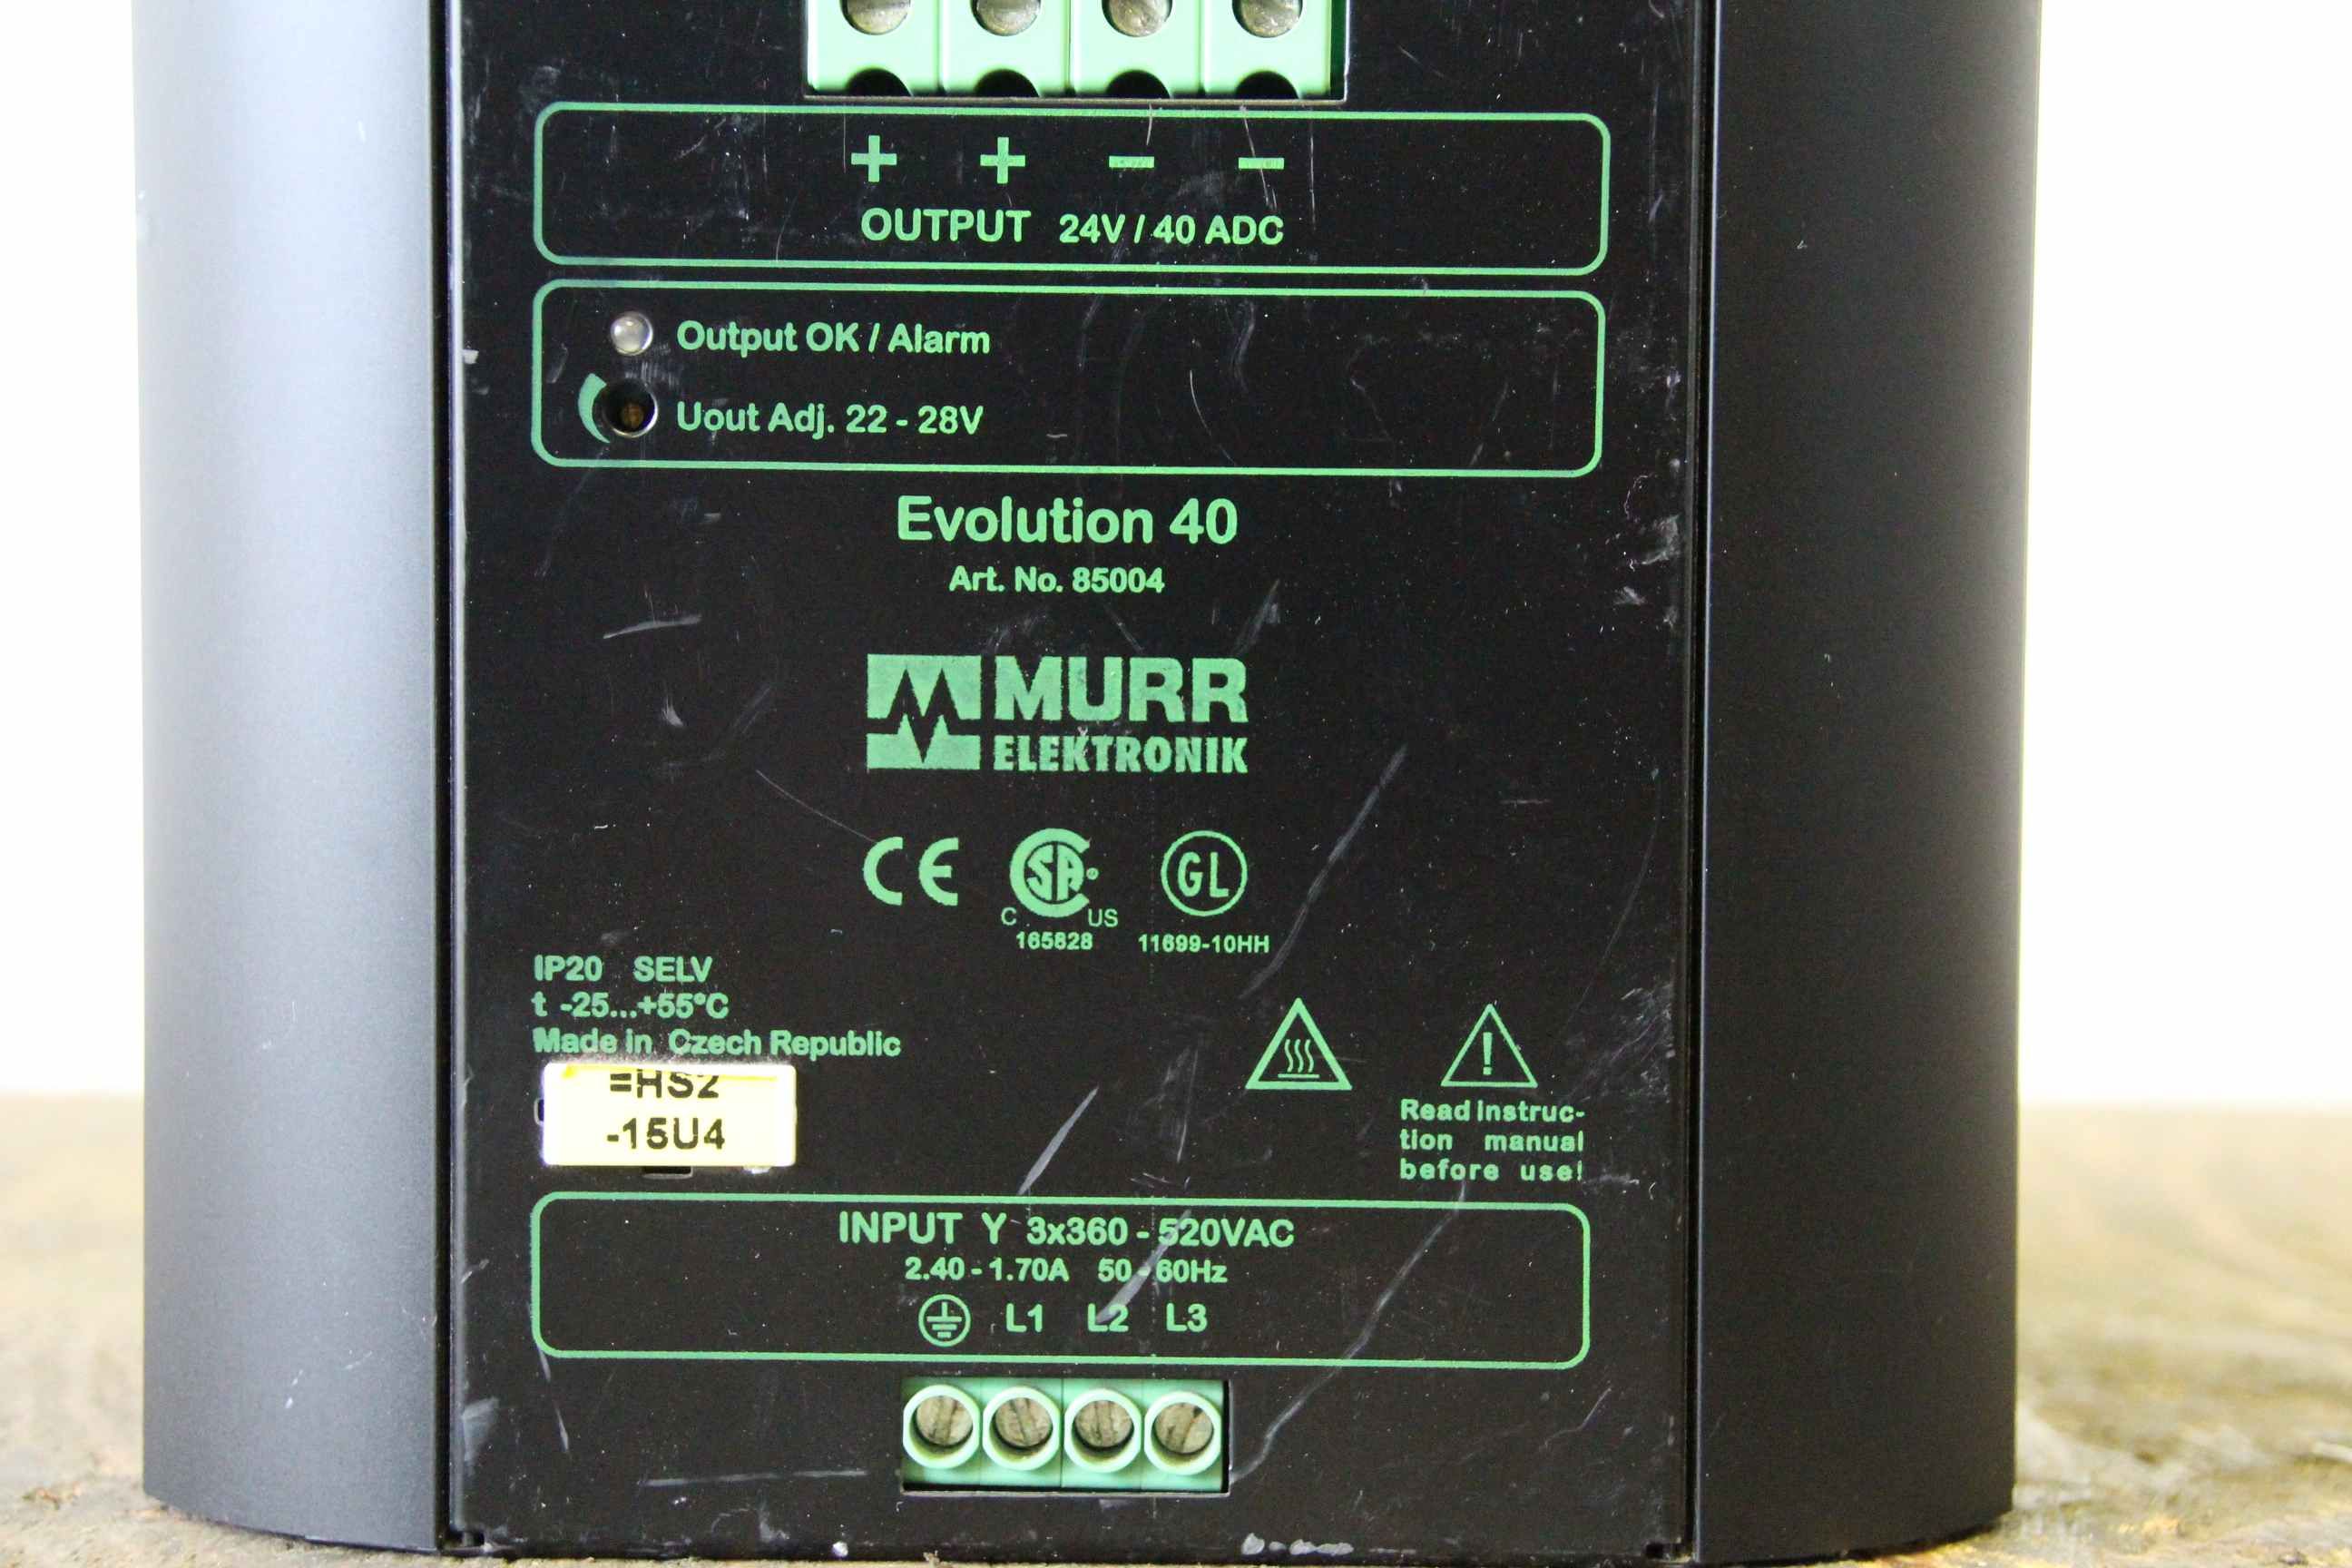 + + − −
OUTPUT 24V / 40 ADC
Output OK / Alarm
Uout Adj. 22 - 28V
Evolution 40
Art. No. 85004
MURR
ELEKTRONIK
CE SA GL
C US
165828 11699-10HH
IP20 SELV
t -25...+55°C
Made in Czech Republic
=HS2
-15U4
Read instruc-
tion manual
before use!
INPUT Y 3x360 - 520VAC
2.40 - 1.70A 50 - 60Hz
L1 L2 L3